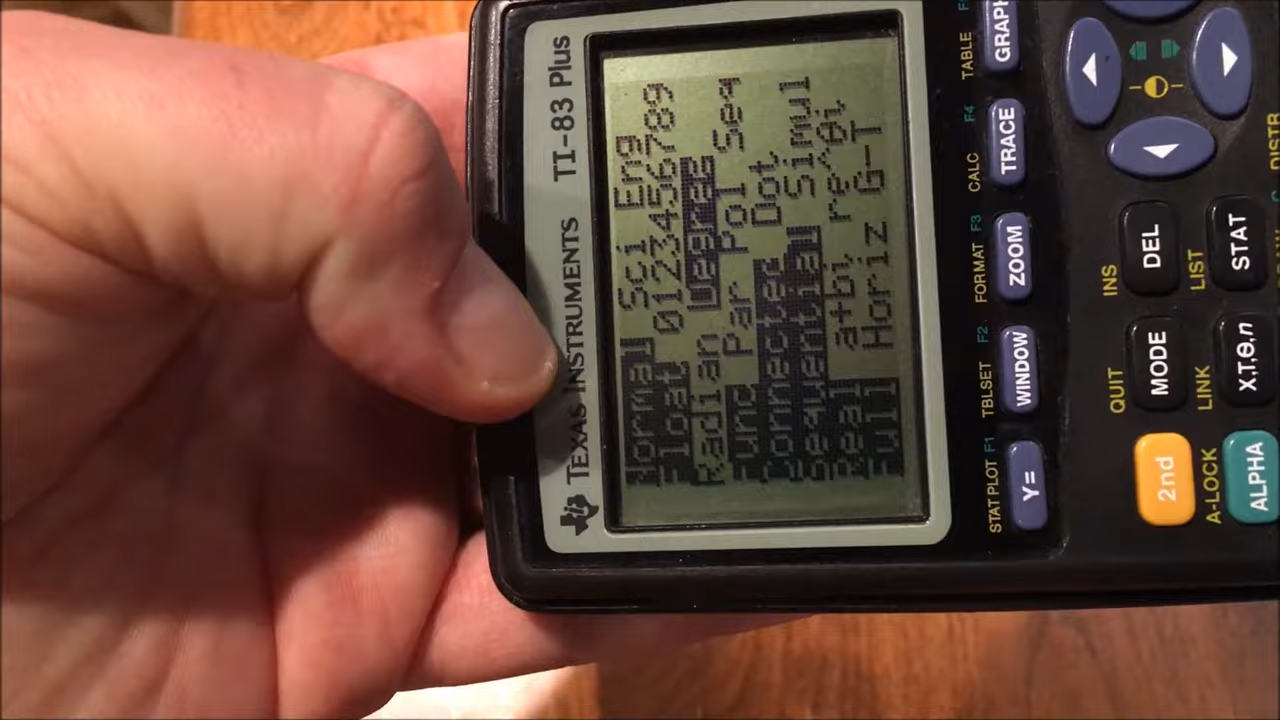 TEXAS INSTRUMENTS TI-83 Plus
Normal Sci Eng
Float 0123456789
Radian Degree
Func Par Pol Seq
Connected Dot
Sequential Simul
Real a+bi re^θi
Full Horiz G-T
STAT PLOT F1 TBLSET F2 FORMAT F3 CALC F4 TABLE
Y= WINDOW ZOOM TRACE GRAPH
QUIT INS
2nd MODE DEL
A-LOCK LINK LIST
ALPHA X,T,θ,n STAT
DISTR